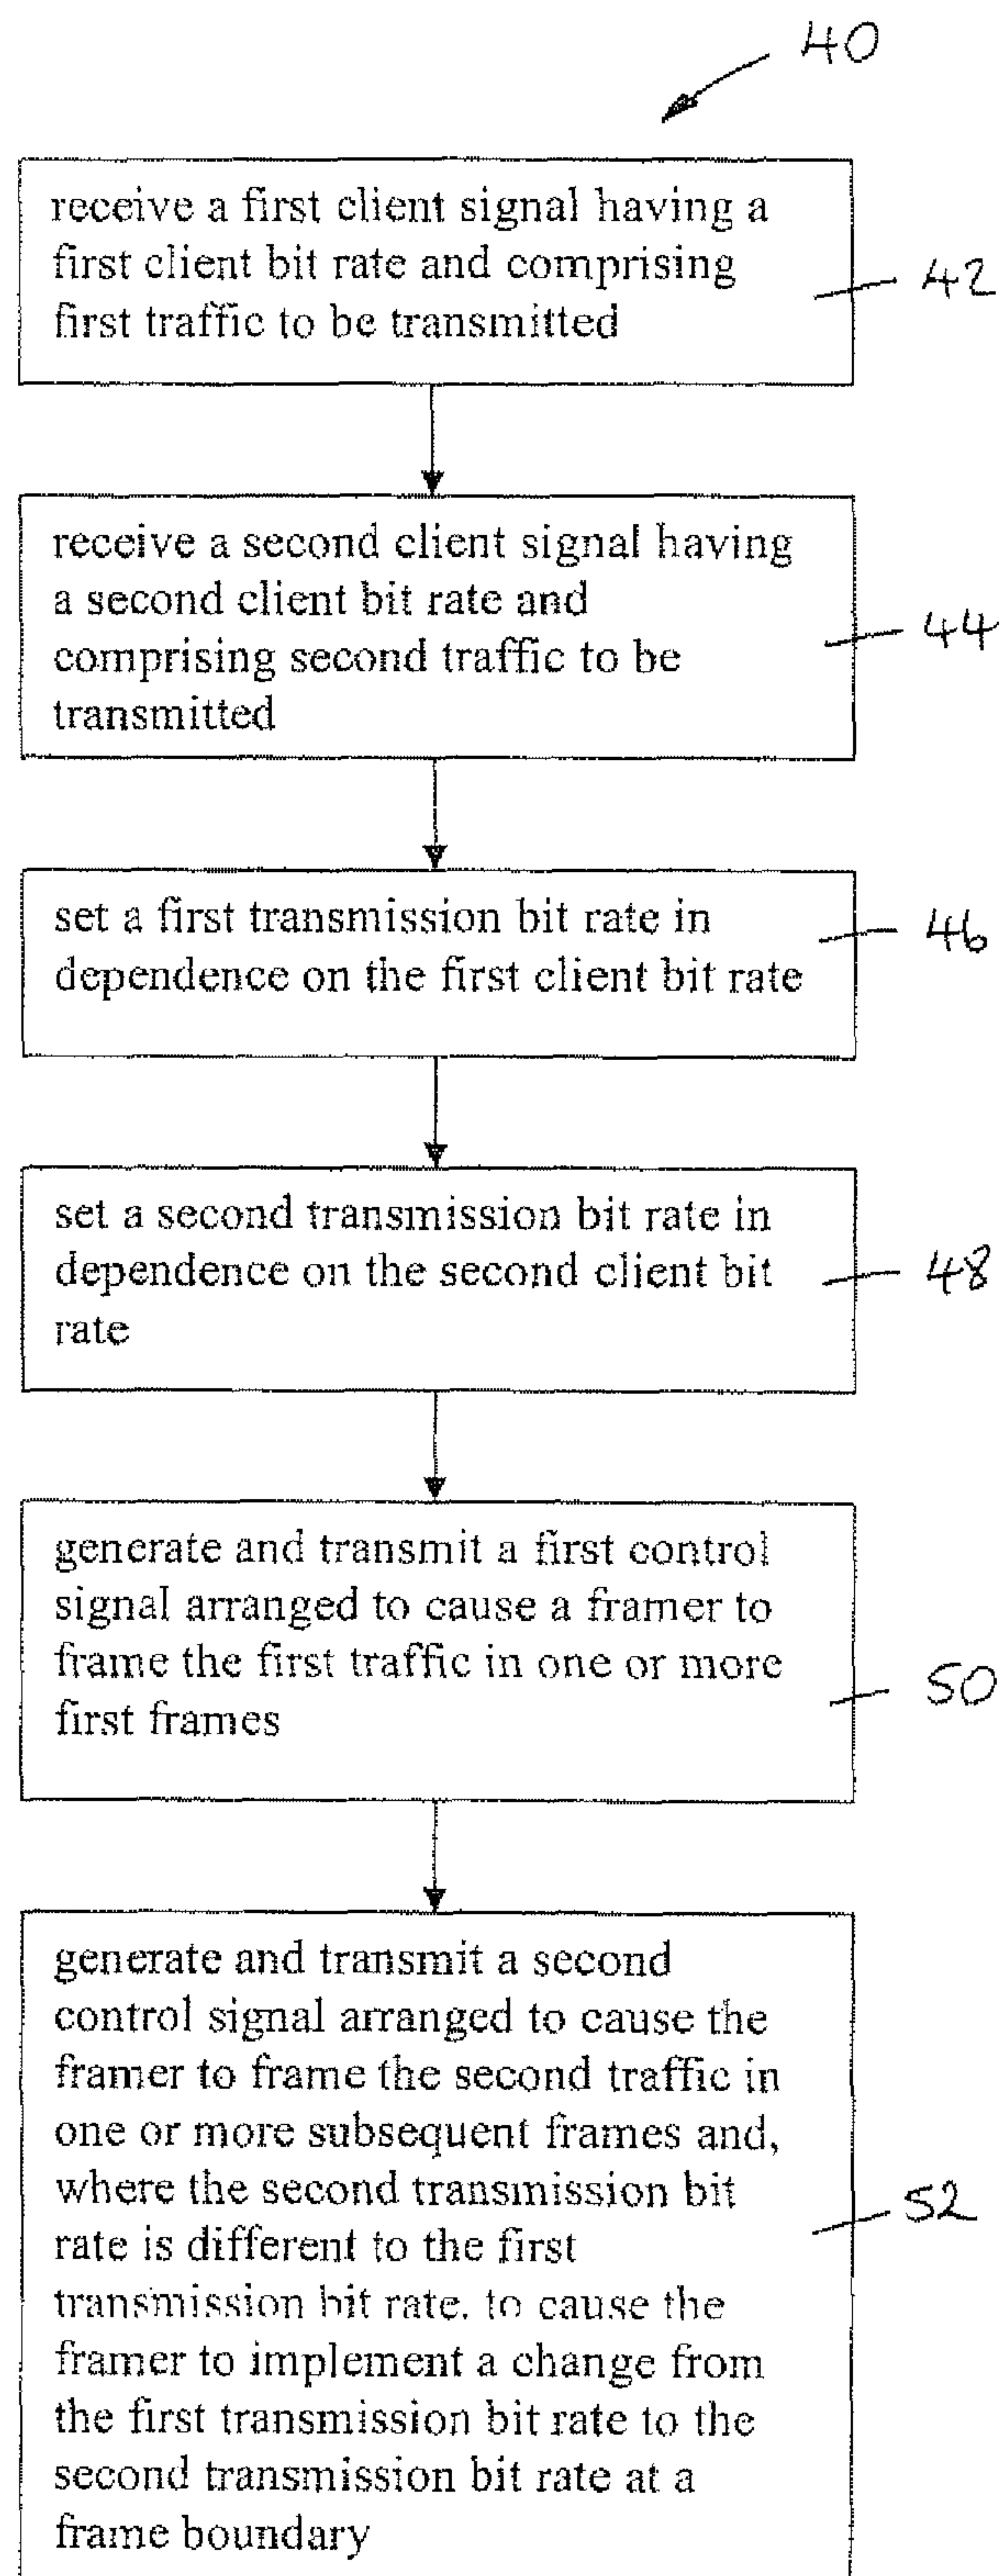 40
receive a first client signal having a
first client bit rate and comprising
first traffic to be transmitted
42
receive a second client signal having
a second client bit rate and
comprising second traffic to be
transmitted
44
set a first transmission bit rate in
dependence on the first client bit rate
46
set a second transmission bit rate in
dependence on the second client bit
rate
48
generate and transmit a first control
signal arranged to cause a framer to
frame the first traffic in one or more
first frames
50
generate and transmit a second
control signal arranged to cause the
framer to frame the second traffic in
one or more subsequent frames and,
where the second transmission bit
rate is different to the first
transmission bit rate, to cause the
framer to implement a change from
the first transmission bit rate to the
second transmission bit rate at a
frame boundary
52